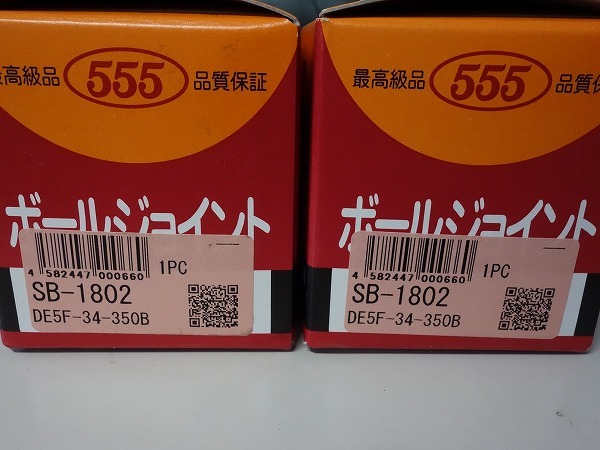 最高級品 555 品質保証
ボールジョイント
4 582447 000660
1PC
SB-1802
DE5F-34-350B
最高級品 555 品質保証
ボールジョイント
4 582447 000660
1PC
SB-1802
DE5F-34-350B